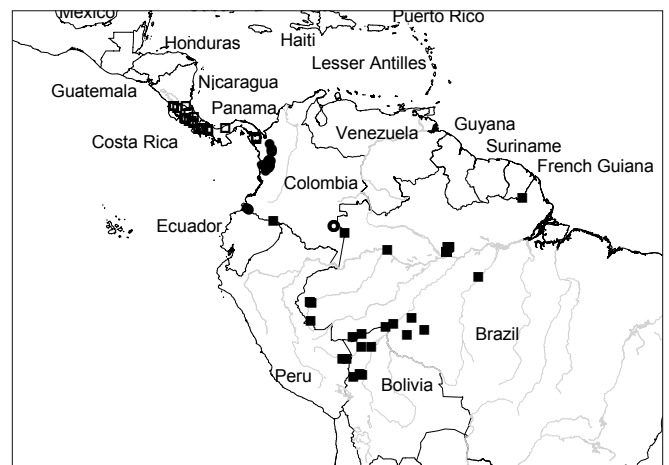 Mexico
Puerto Rico
Honduras
Haiti
Lesser Antilles
Guatemala
Nicaragua
Panama
Costa Rica
Venezuela
Guyana
Suriname
French Guiana
Colombia
Ecuador
Brazil
Peru
Bolivia